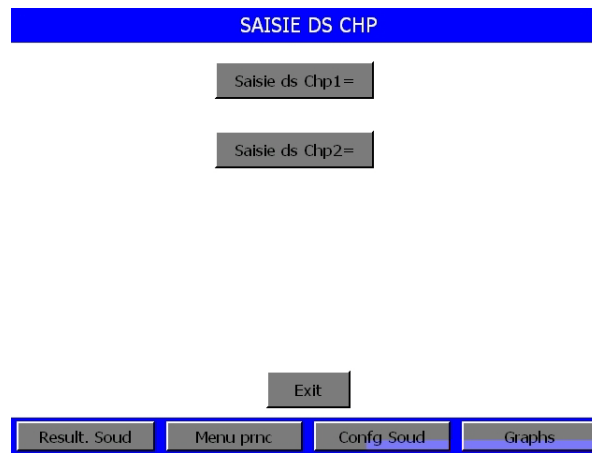 SAISIE DS CHP
Saisie ds Chp1=
Saisie ds Chp2=
Exit
Result. Soud Menu prnc Confg Soud Graphs